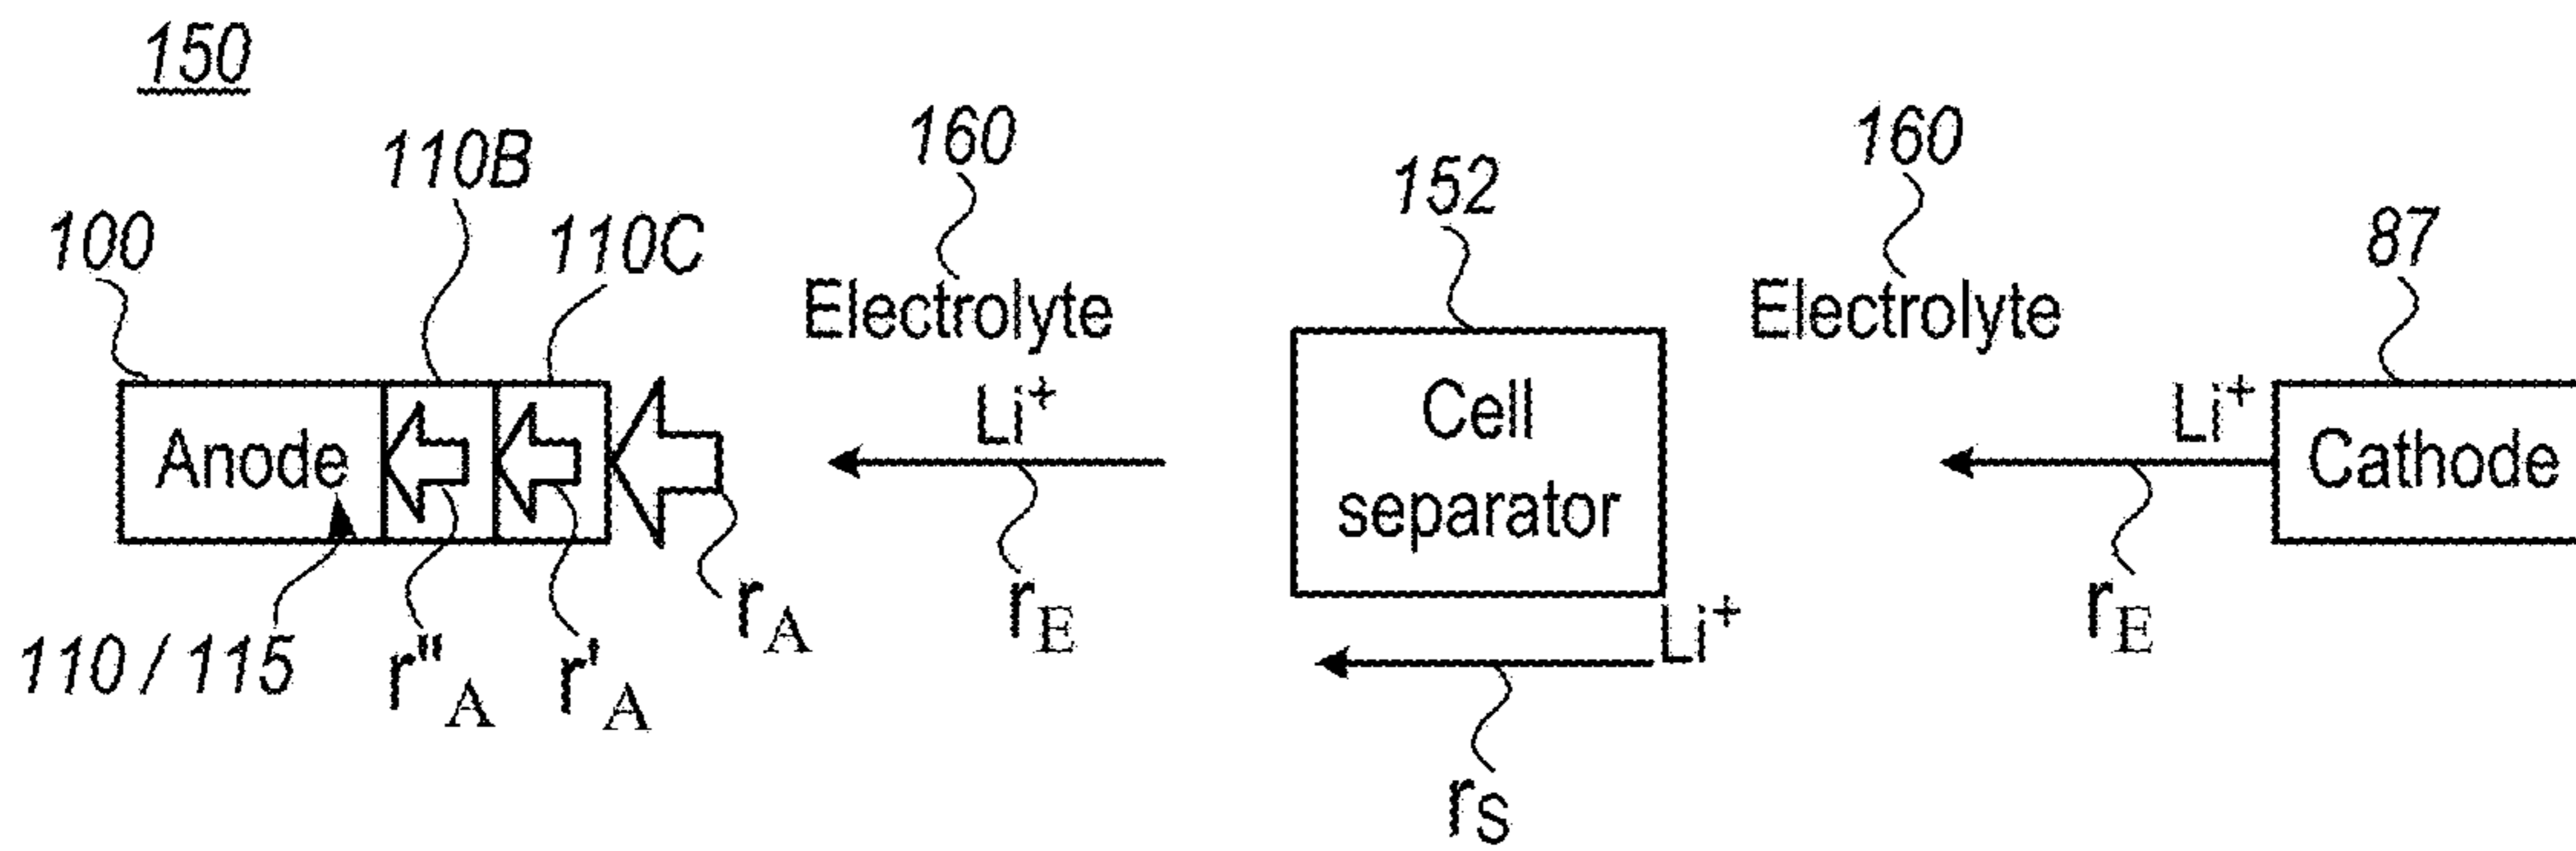 150
110B
160
160
100
110C
152
87
Electrolyte
Electrolyte
Anode
Li+
Cell
separator
Li+
Cathode
110 / 115
r"A
r'A
rA
rE
Li+
rE
rS